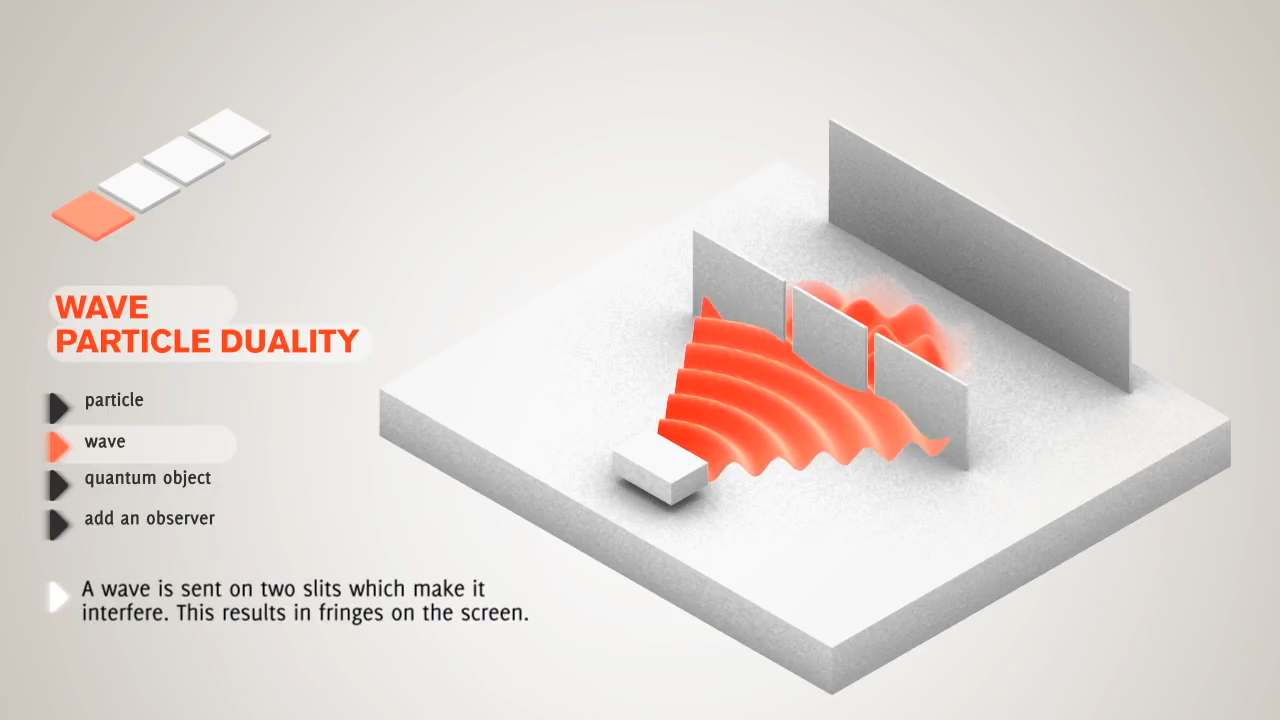 WAVE
PARTICLE DUALITY
particle
wave
quantum object
add an observer
A wave is sent on two slits which make it
interfere. This results in fringes on the screen.